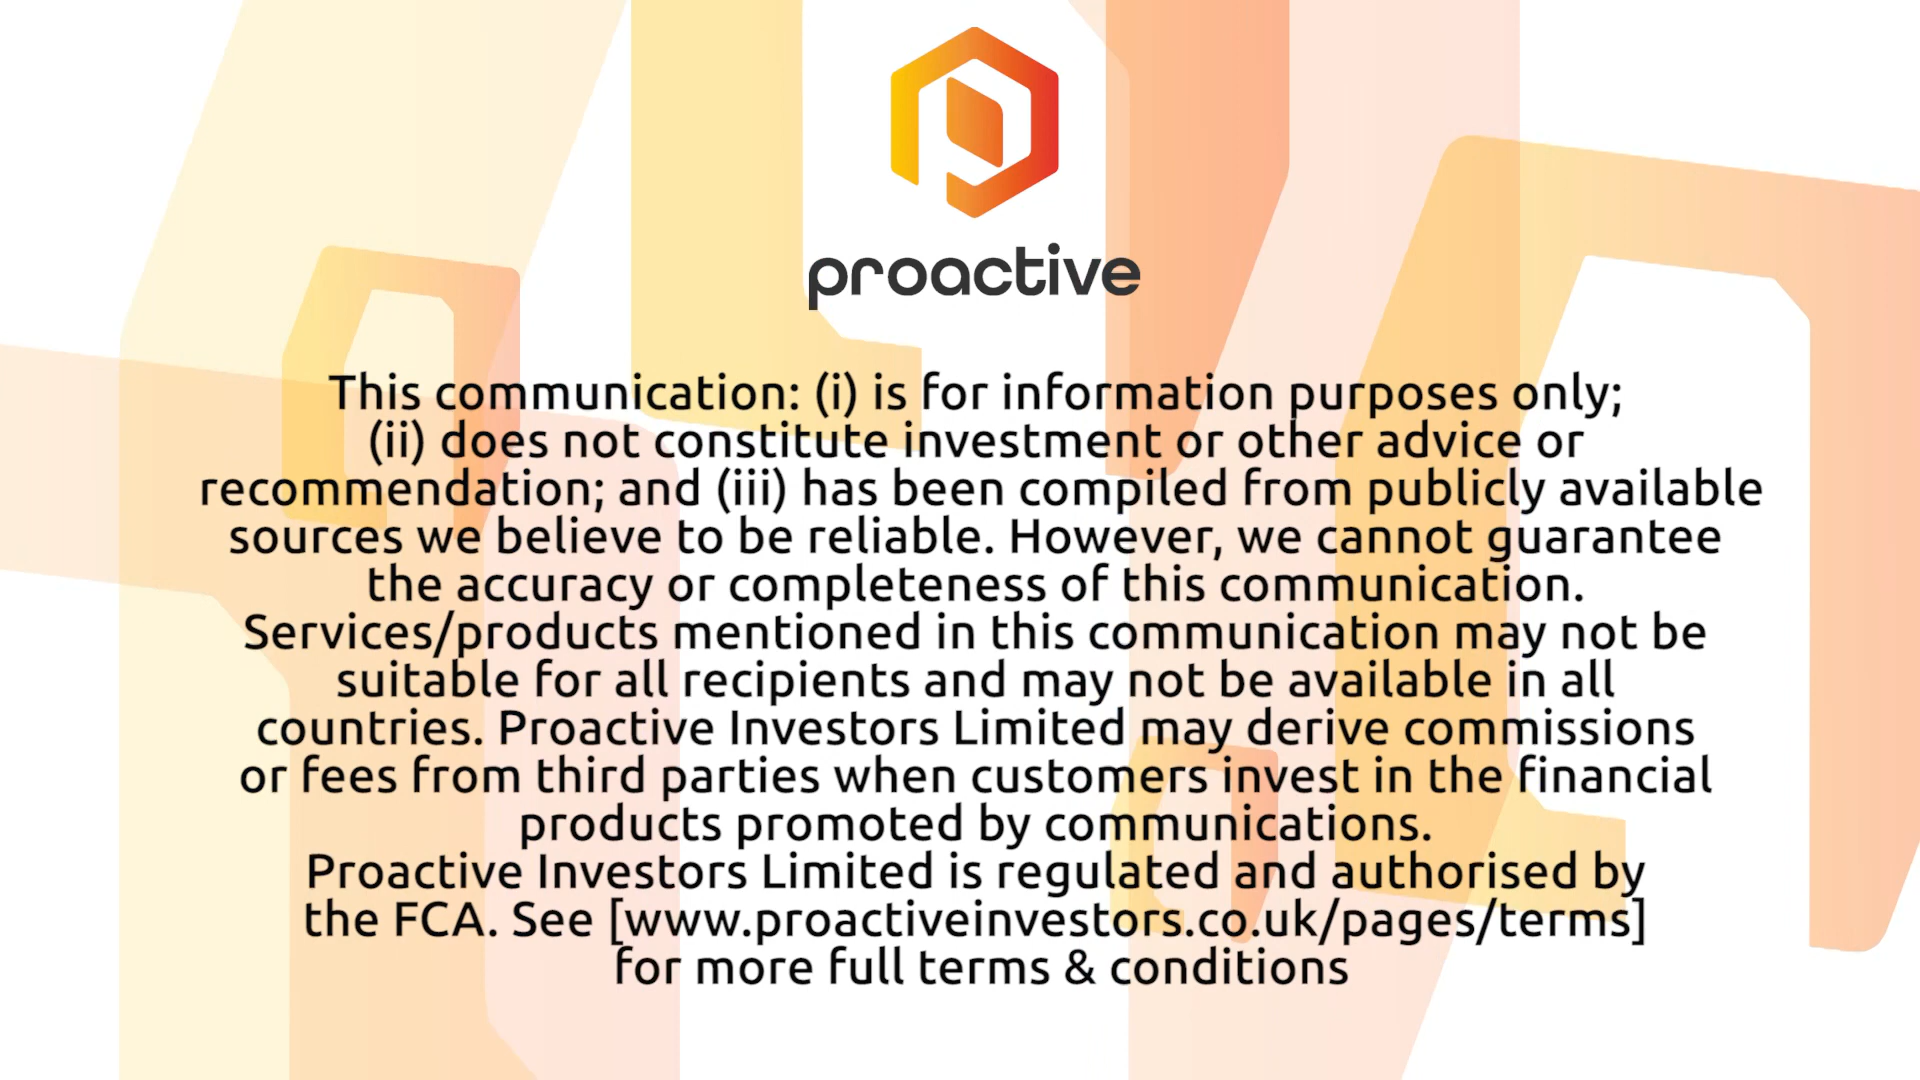 proactive
This communication: (i) is for information purposes only;
(ii) does not constitute investment or other advice or
recommendation; and (iii) has been compiled from publicly available
sources we believe to be reliable. However, we cannot guarantee
the accuracy or completeness of this communication.
Services/products mentioned in this communication may not be
suitable for all recipients and may not be available in all
countries. Proactive Investors Limited may derive commissions
or fees from third parties when customers invest in the financial
products promoted by communications.
Proactive Investors Limited is regulated and authorised by
the FCA. See [www.proactiveinvestors.co.uk/pages/terms]
for more full terms & conditions